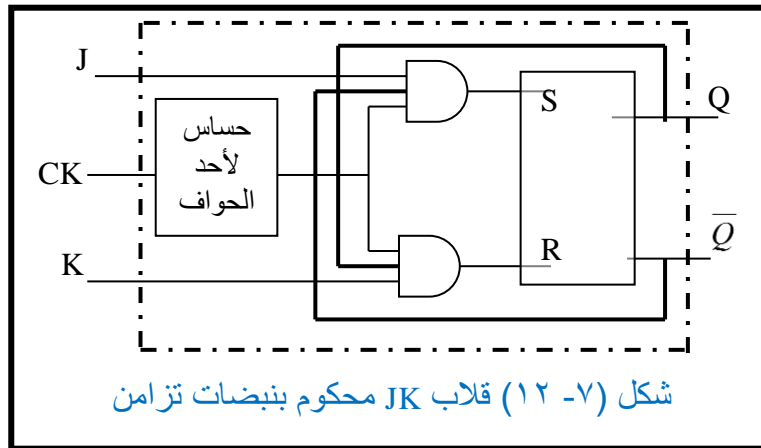 J
S
Q
حساس
لأحد
الحواف
CK
R
Q̅
K
شكل (٧- ١٢) قلاب JK محكوم بنبضات تزامن